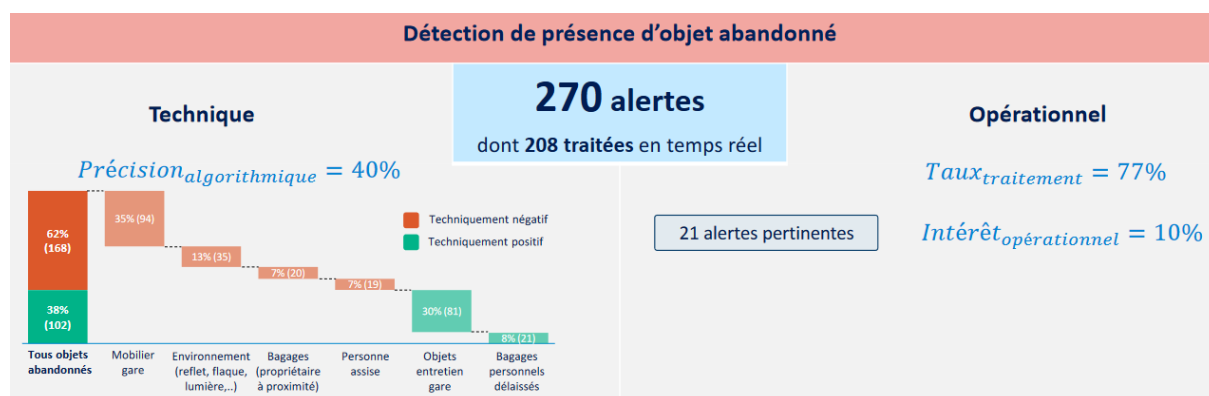 Détection de présence d'objet abandonné
270 alertes
dont 208 traitées en temps réel
Technique
Précision algorithmique = 40%
62%
(168)
38%
(102)
35% (94)
13% (35)
7% (20)
7% (19)
30% (81)
8% (21)
Techniquement négatif
Techniquement positif
Tous objets
abandonnés
Mobilier
gare
Environnement
(reflet, flaque,
lumière,..)
Bagages
(propriétaire
à proximité)
Personne
assise
Objets
entretien
gare
Bagages
personnels
délaissés
Opérationnel
Taux traitement = 77%
21 alertes pertinentes
Intérêt opérationnel = 10%